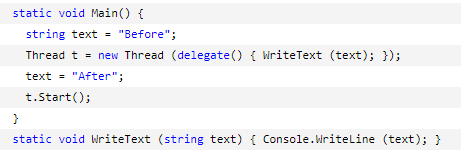 static void Main() {
string text = "Before";
Thread t = new Thread (delegate() { WriteText (text); });
text = "After";
t.Start();
}
static void WriteText (string text) { Console.WriteLine (text); }